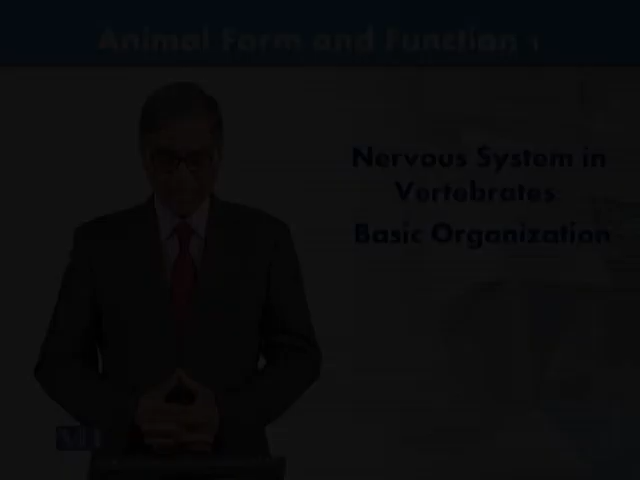 Animal Form and Function 1
Nervous System in
Vertebrates
Basic Organization